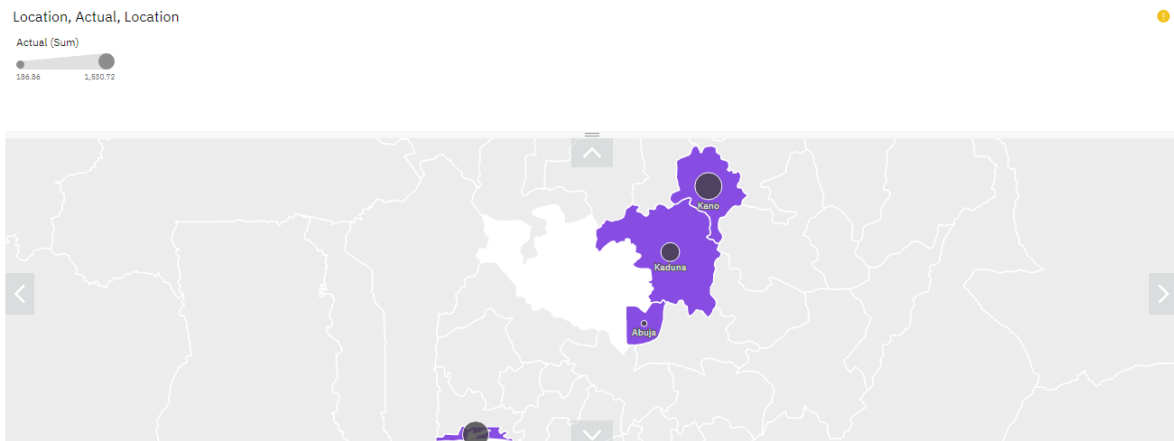 Location, Actual, Location
Actual (Sum)
186.86 1,530.72
Kano
Kaduna
Abuja